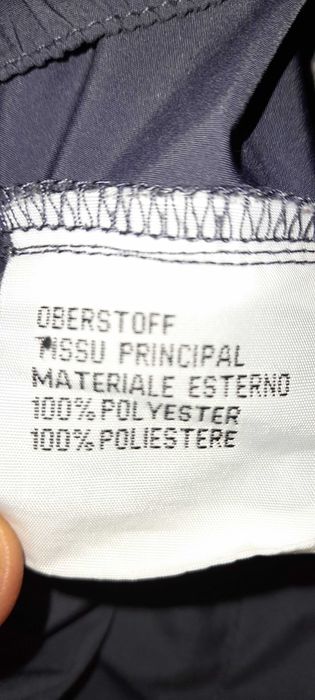 OBERSTOFF
TISSU PRINCIPAL
MATERIALE ESTERNO
100% POLYESTER
100% POLIESTERE